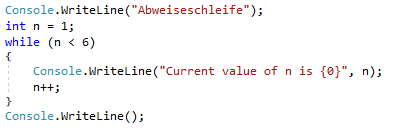 Console.WriteLine("Abweiseschleife");
int n = 1;
while (n < 6)
{
    Console.WriteLine("Current value of n is {0}", n);
    n++;
}
Console.WriteLine();